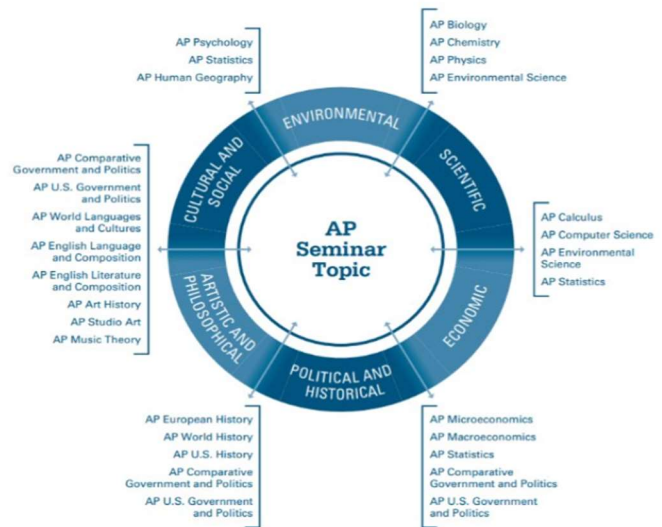 AP Psychology
AP Statistics
AP Human Geography
AP Biology
AP Chemistry
AP Physics
AP Environmental Science
ENVIRONMENTAL
CULTURAL AND
SOCIAL
SCIENTIFIC
AP Comparative
Government and Politics
AP U.S. Government
and Politics
AP World Languages
and Cultures
AP English Language
and Composition
AP English Literature
and Composition
AP Art History
AP Studio Art
AP Music Theory
AP
Seminar
Topic
AP Calculus
AP Computer Science
AP Environmental
Science
AP Statistics
ARTISTIC AND
PHILOSOPHICAL
ECONOMIC
POLITICAL AND
HISTORICAL
AP European History
AP World History
AP U.S. History
AP Comparative
Government and Politics
AP U.S. Government
and Politics
AP Microeconomics
AP Macroeconomics
AP Statistics
AP Comparative
Government and Politics
AP U.S. Government
and Politics